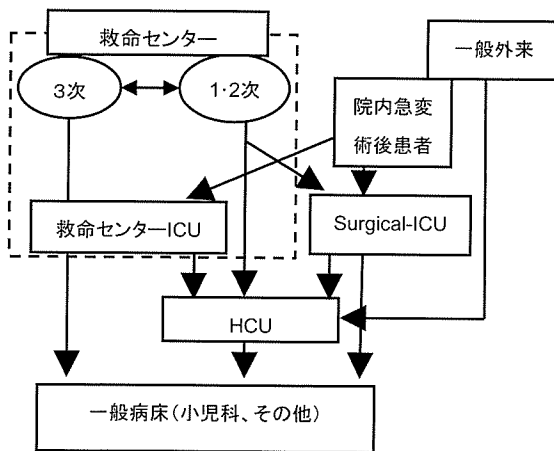 救命センター
一般外来
3次
1・2次
院内急変
術後患者
救命センターICU
Surgical-ICU
HCU
一般病床(小児科、その他)